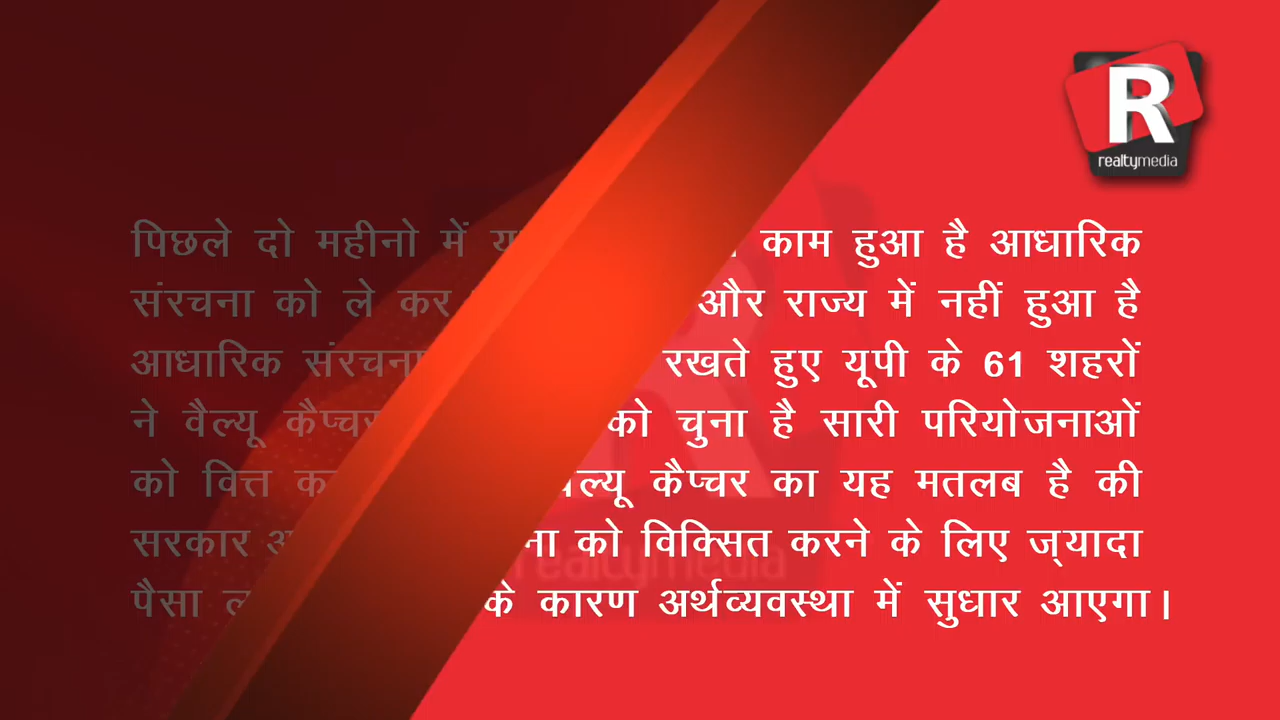 R
realtymedia
पिछले दो महीनो में काम हुआ है आधारिक
संरचना को ले कर और राज्य में नहीं हुआ है
आधारिक रखते हुए यूपी के 61 शहरों
ने वैल्यू को चुना है सारी परियोजनाओं
को वित्त वैल्यू कैप्चर का यह मतलब है की
सरकार को विक्सित करने के लिए ज्यादा
पैसा के कारण अर्थव्यवस्था में सुधार आएगा।
realtymedia